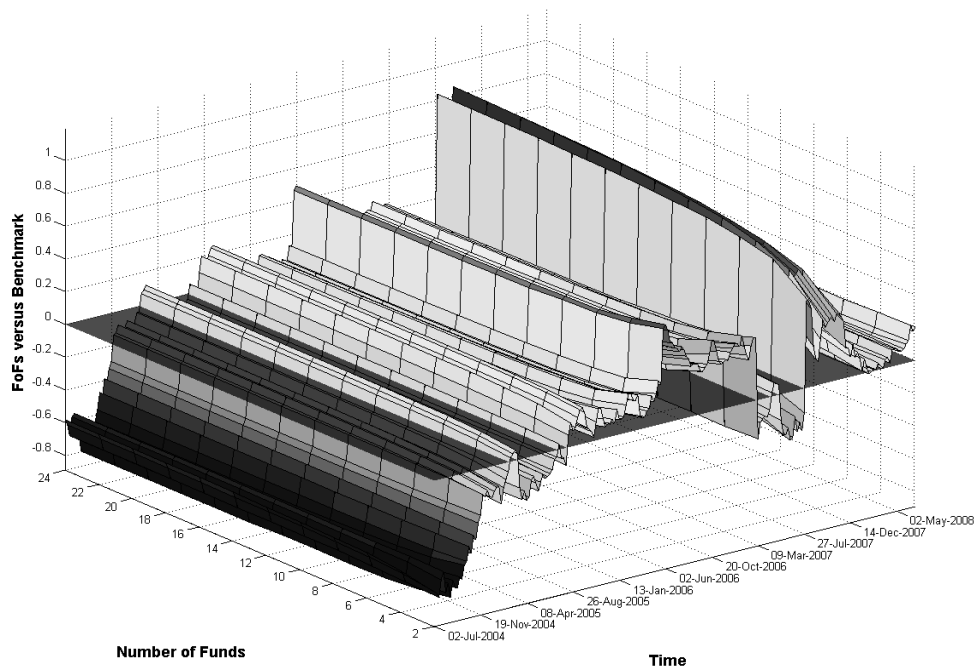 FoFs versus Benchmark
1
0.8
0.6
0.4
0.2
0
-0.2
-0.4
-0.6
-0.8
24
22
20
18
16
14
12
10
8
6
4
2
Number of Funds
02-Jul-2004
19-Nov-2004
08-Apr-2005
26-Aug-2005
13-Jan-2006
02-Jun-2006
20-Oct-2006
09-Mar-2007
27-Jul-2007
14-Dec-2007
02-May-2008
Time